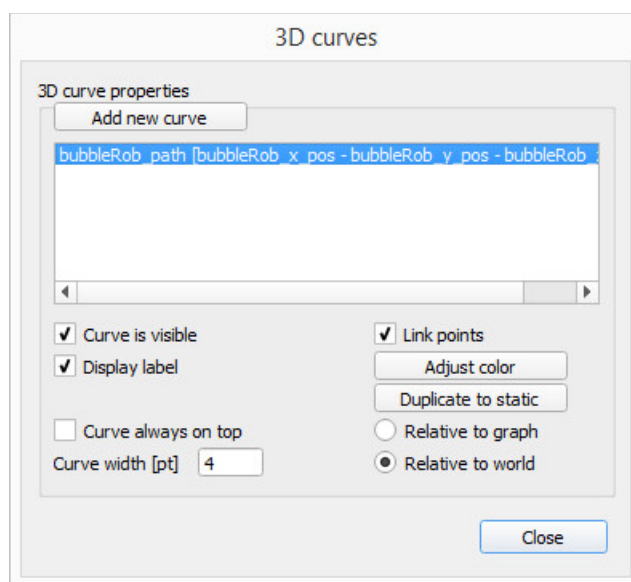 3D curves
3D curve properties
Add new curve
bubbleRob_path [bubbleRob_x_pos - bubbleRob_y_pos - bubbleRob_
Curve is visible
Link points
Display label
Adjust color
Duplicate to static
Curve always on top
Relative to graph
Curve width [pt] 4
Relative to world
Close